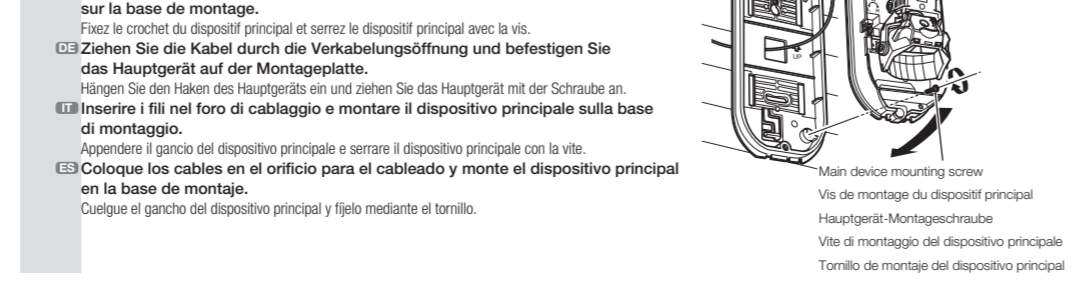 sur la base de montage.
Fixez le crochet du dispositif principal et serrez le dispositif principal avec la vis.
DE Ziehen Sie die Kabel durch die Verkabelungsöffnung und befestigen Sie
das Hauptgerät auf der Montageplatte.
Hängen Sie den Haken des Hauptgeräts ein und ziehen Sie das Hauptgerät mit der Schraube an.
IT Inserire i fili nel foro di cablaggio e montare il dispositivo principale sulla base
di montaggio.
Appendere il gancio del dispositivo principale e serrare il dispositivo principale con la vite.
ES Coloque los cables en el orificio para el cableado y monte el dispositivo principal
en la base de montaje.
Cuelgue el gancho del dispositivo principal y fíjelo mediante el tornillo.
UP
Main device mounting screw
Vis de montage du dispositif principal
Hauptgerät-Montageschraube
Vite di montaggio del dispositivo principale
Tornillo de montaje del dispositivo principal